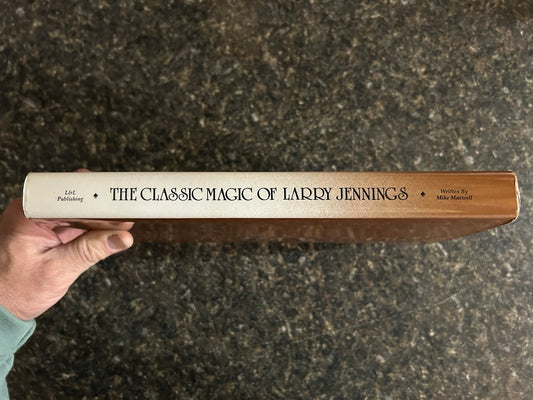 L&L
Publishing
♠ THE CLASSIC MAGIC OF LARRY JENNINGS ♠
Written By
Mike Maxwell